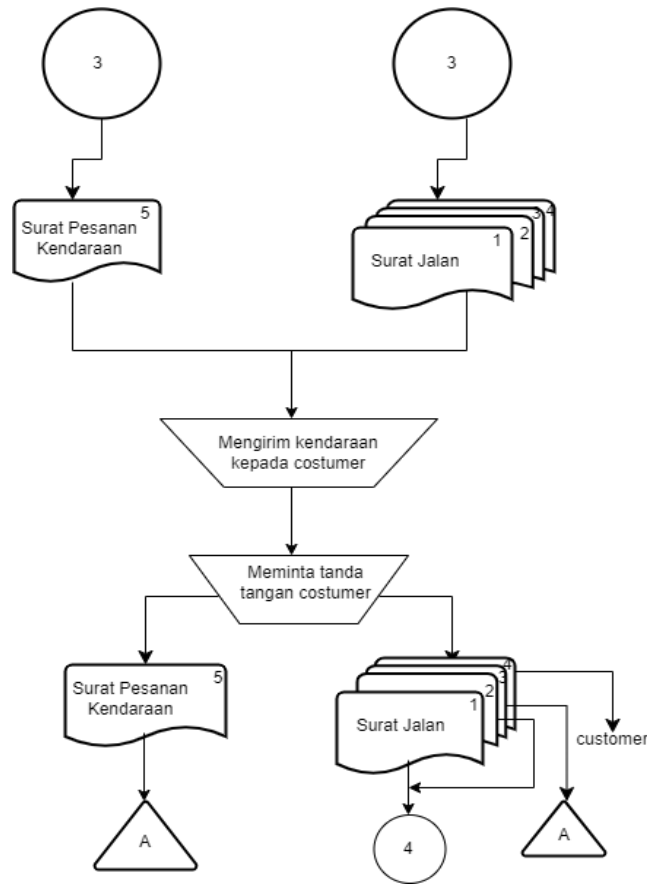 3
3
5
Surat Pesanan
Kendaraan
4
3
2
1
Surat Jalan
Mengirim kendaraan
kepada costumer
Meminta tanda
tangan costumer
5
Surat Pesanan
Kendaraan
4
3
2
1
Surat Jalan
customer
A
4
A